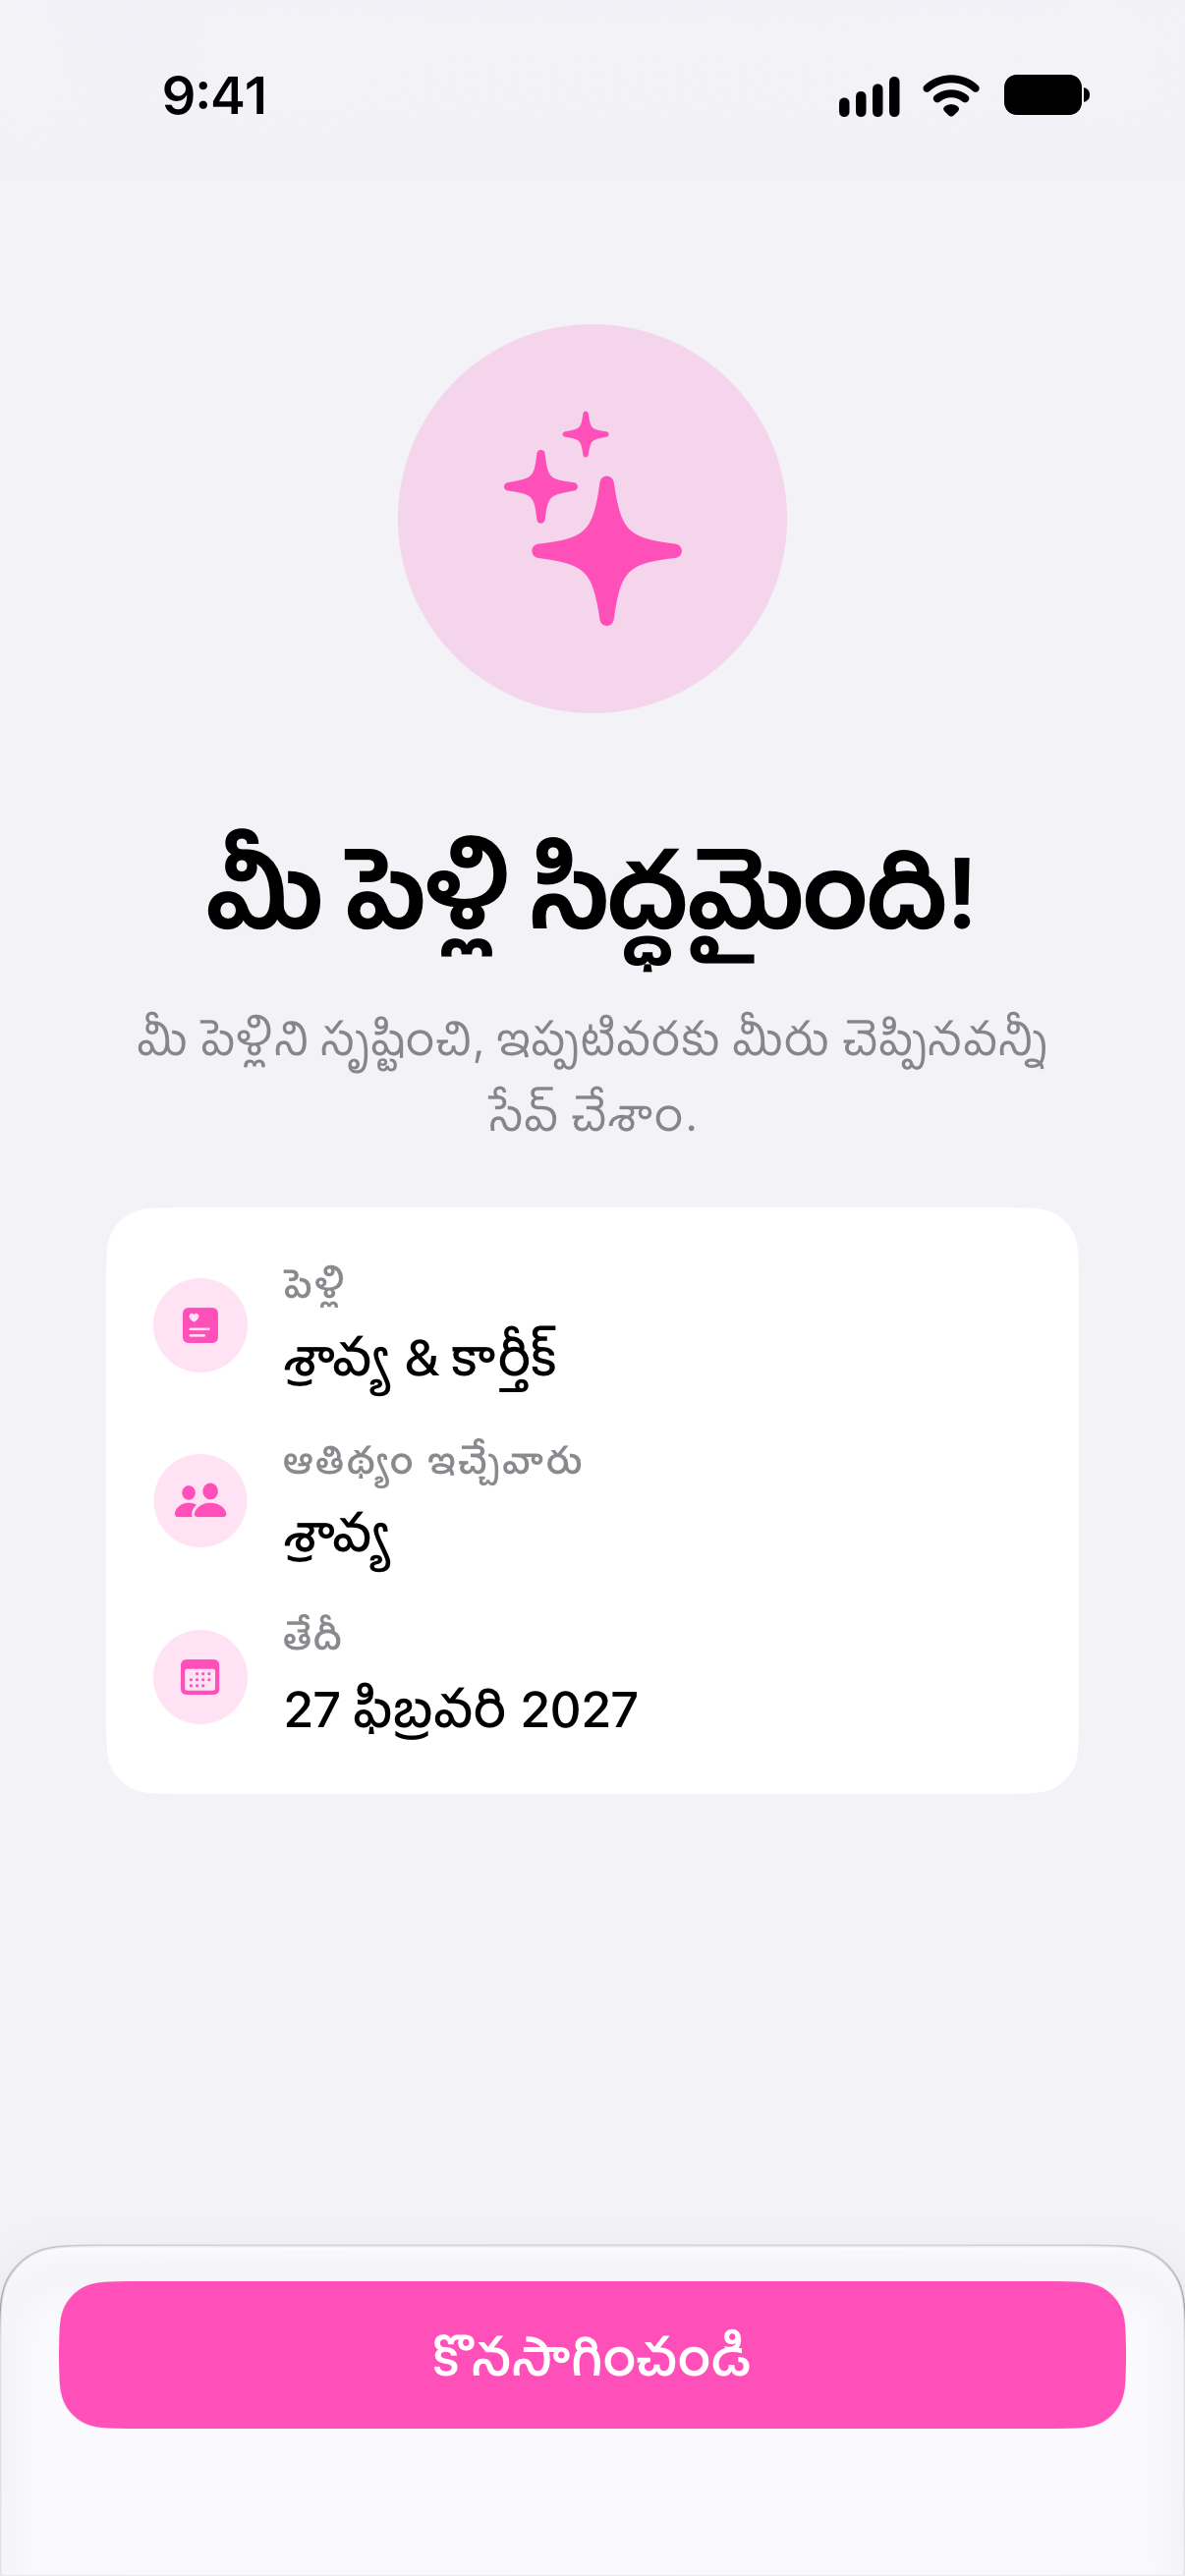 9:41
మీ పెళ్లి సిద్ధమైంది!
మీ పెళ్లిని సృష్టించి, ఇప్పటివరకు మీరు చెప్పినవన్నీ
సేవ్ చేశాం.
పెళ్లి
శ్రావ్య & కార్తీక్
ఆతిథ్యం ఇచ్చేవారు
శ్రావ్య
తేదీ
27 ఫిబ్రవరి 2027
కొనసాగించండి